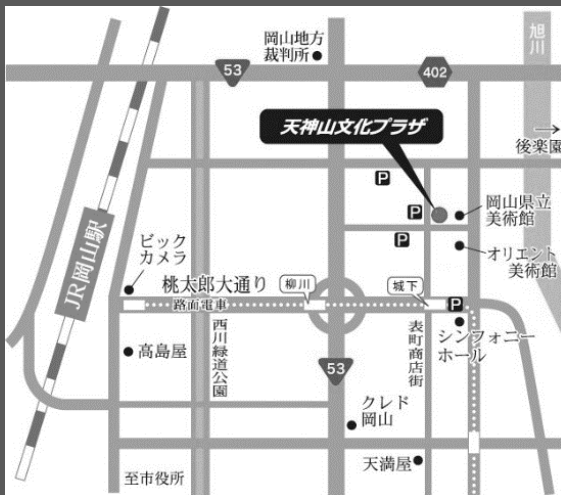 岡山地方
裁判所
53
402
旭川
天神山文化プラザ
→
後楽園
P
P
岡山県立
美術館
P
オリエント
美術館
JR岡山駅
ビック
カメラ
桃太郎大通り
柳川
城下
路面電車
P
シンフォニー
ホール
高島屋
西川緑道公園
表町商店街
53
クレド
岡山
天満屋
至市役所